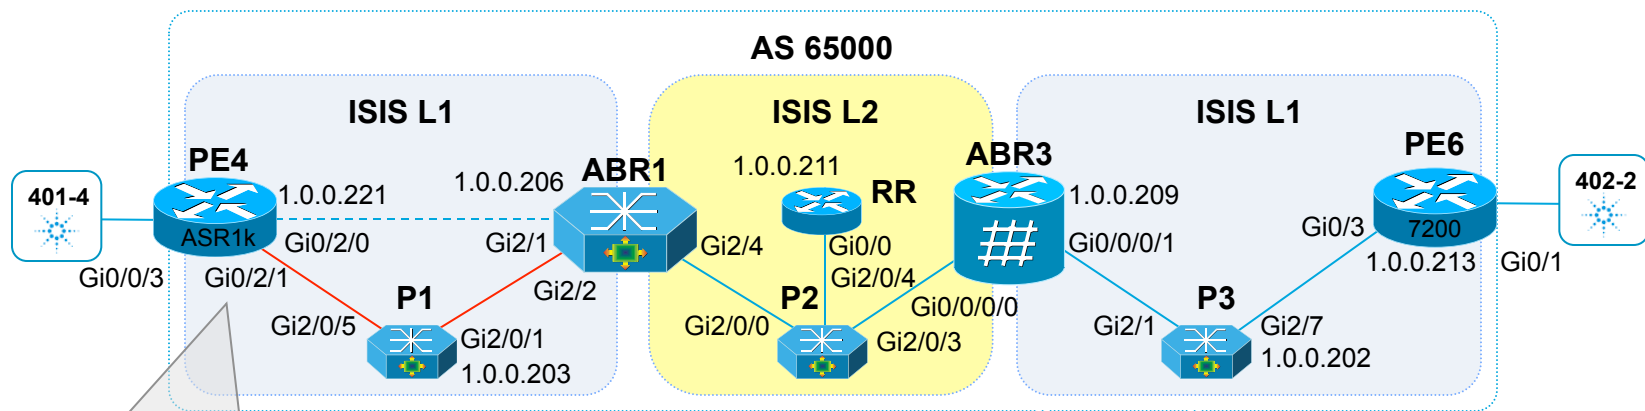 AS 65000
ISIS L1
ISIS L2
ISIS L1
PE4
ABR1
1.0.0.211
RR
ABR3
PE6
401-4
1.0.0.221
1.0.0.206
1.0.0.209
402-2
ASR1k
7200
Gi0/0/3
Gi0/2/0
Gi0/2/1
Gi2/1
Gi2/2
Gi2/4
Gi0/0
Gi2/0/4
Gi0/0/0/1
Gi0/3
1.0.0.213
Gi0/1
P1
P2
Gi0/0/0/0
P3
Gi2/0/5
Gi2/0/1
1.0.0.203
Gi2/0/0
Gi2/0/3
Gi2/1
Gi2/7
1.0.0.202